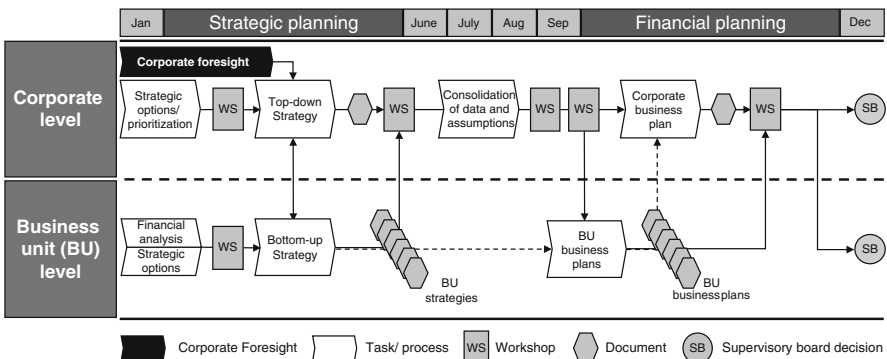 Jan
Strategic planning
June
July
Aug
Sep
Financial planning
Dec
Corporate
level
Corporate foresight
Strategic
options/
prioritization
WS
Top-down
Strategy
WS
Consolidation
of data and
assumptions
WS
WS
Corporate
business
plan
WS
SB
Business
unit (BU)
level
Financial
analysis
Strategic
options
WS
Bottom-up
Strategy
BU
strategies
BU
business
plans
BU
businessplans
SB
Corporate Foresight
Task/ process
WS
Workshop
Document
SB
Supervisory board decision